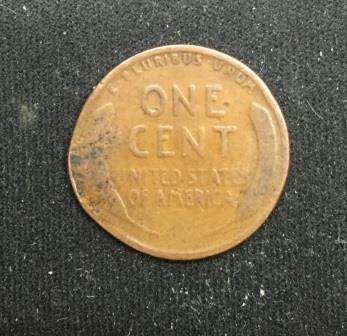 E·PLURIBUS·UNUM
ONE
CENT
UNITED STATES
OF AMERICA